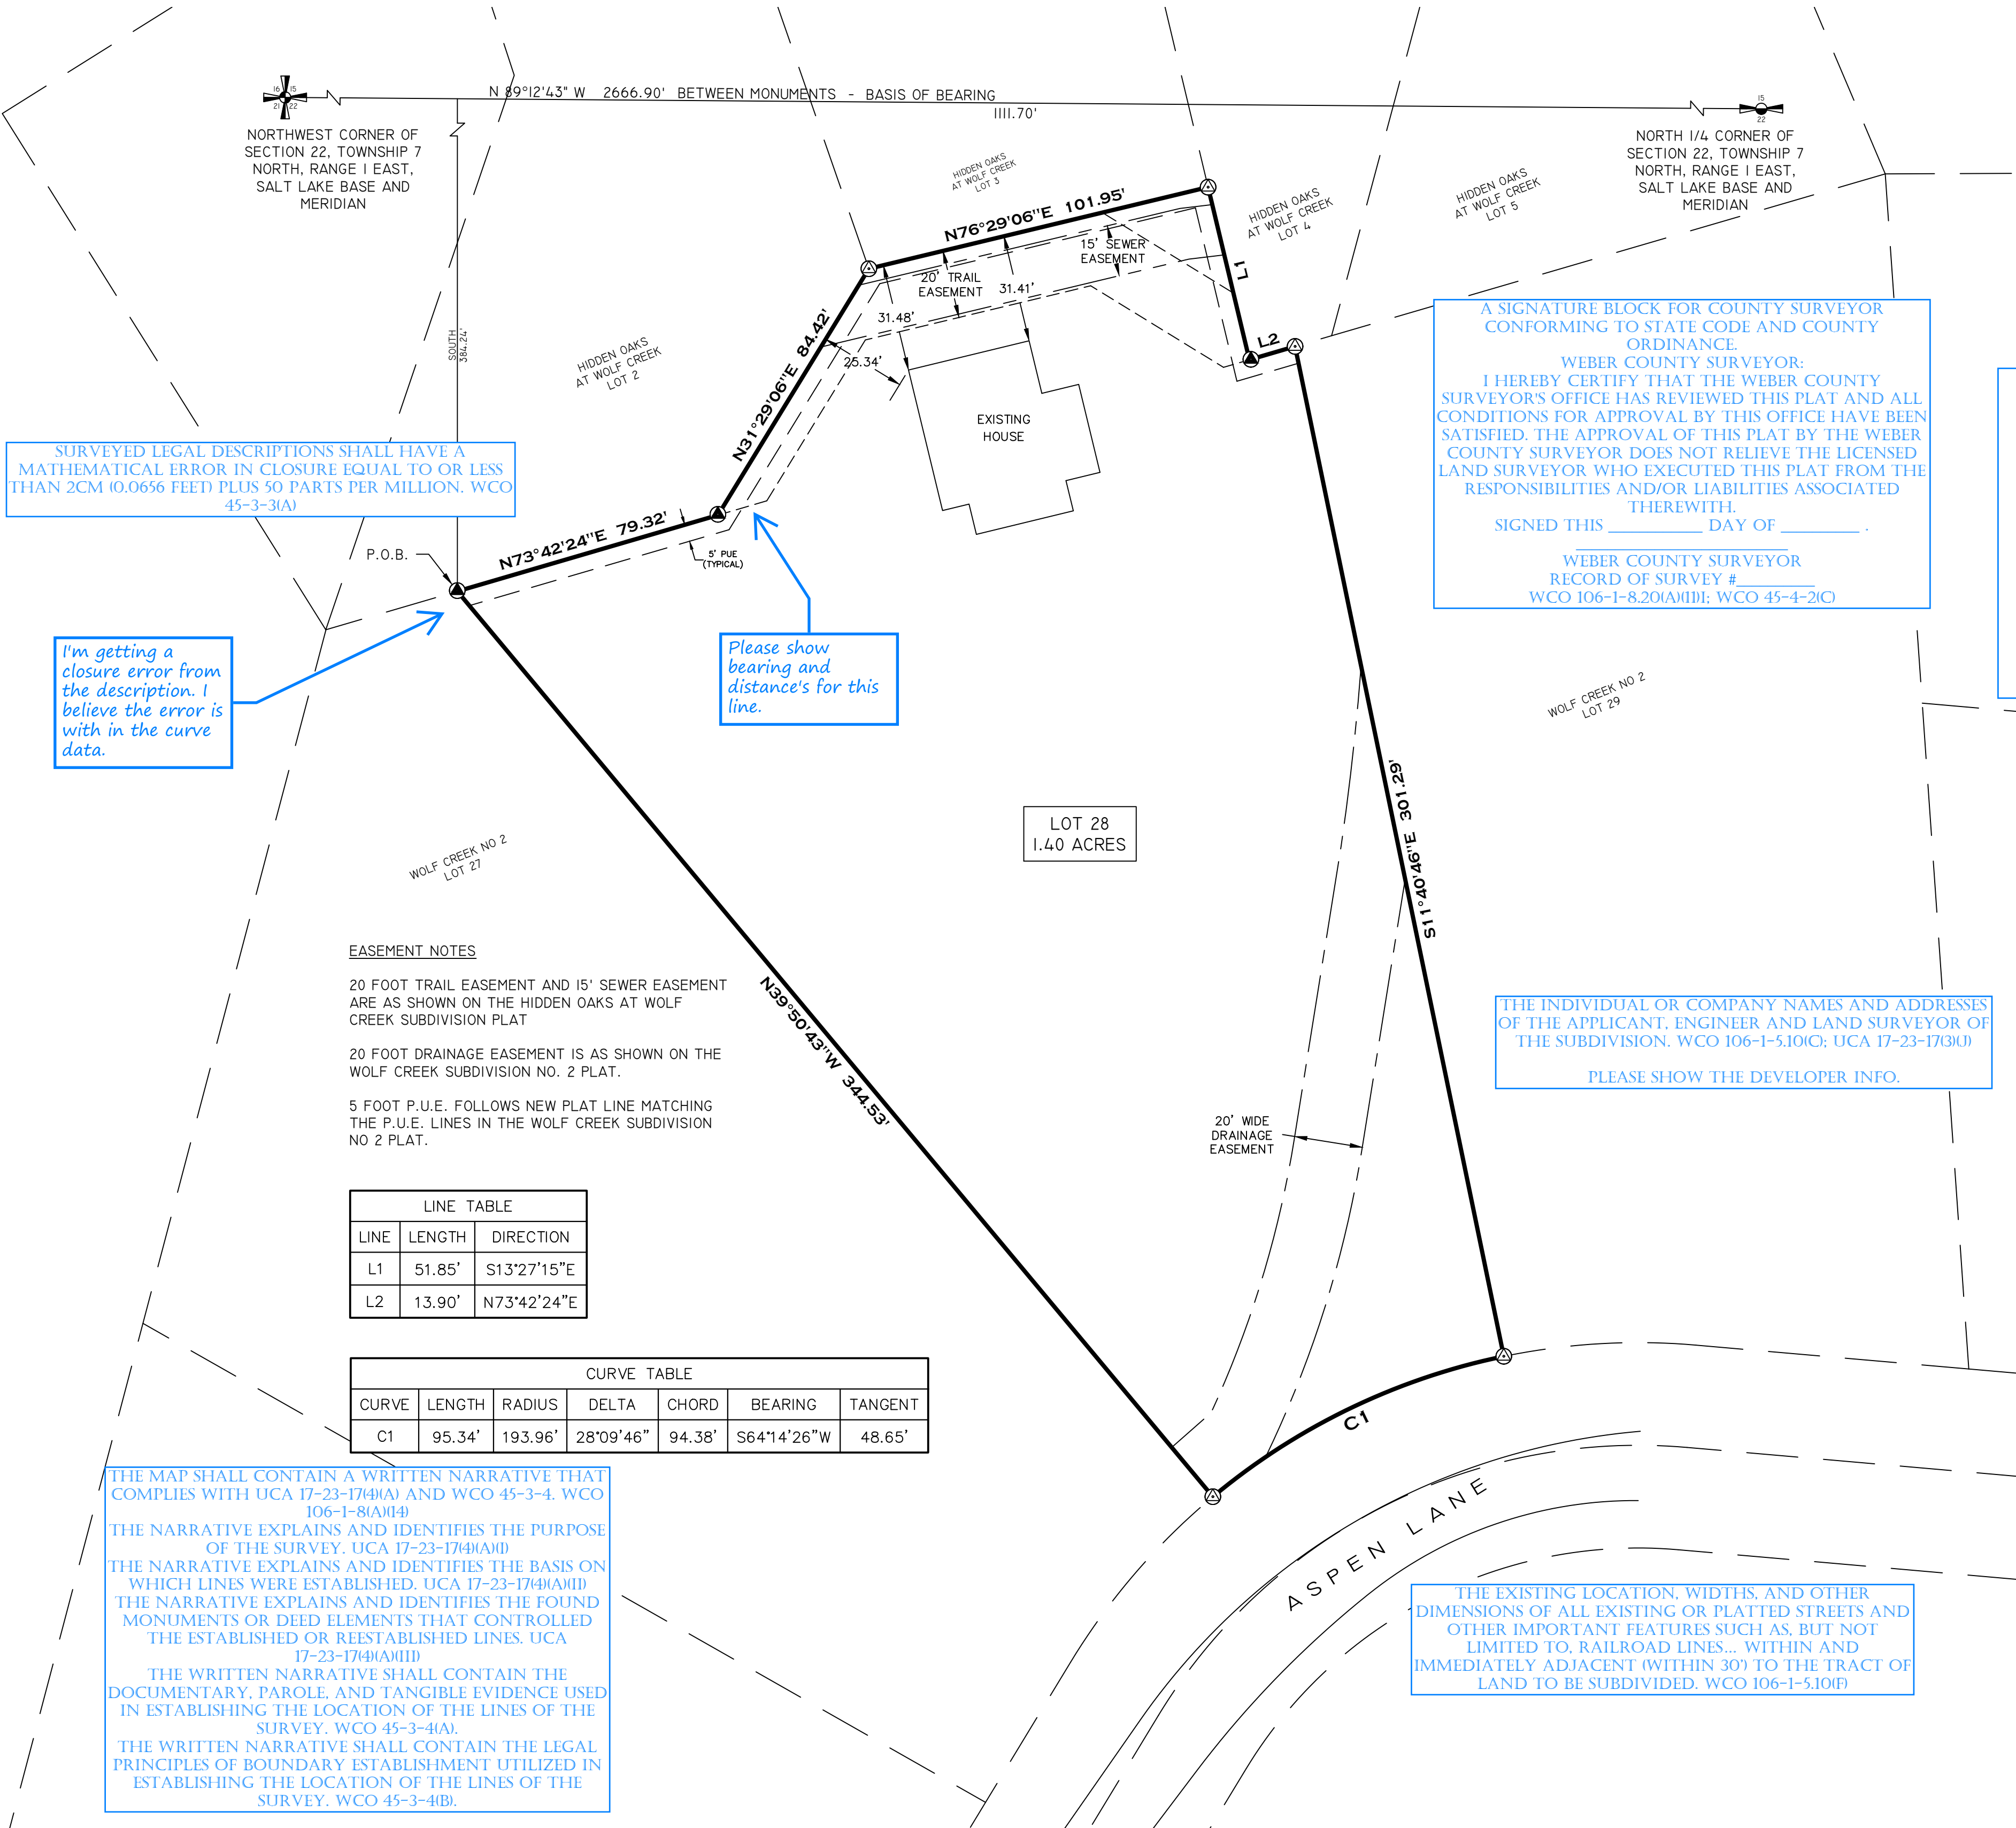 16 15
21 22
N 89°12'43" W 2666.90' BETWEEN MONUMENTS - BASIS OF BEARING
1111.70'
15
22
NORTHWEST CORNER OF
SECTION 22, TOWNSHIP 7
NORTH, RANGE 1 EAST,
SALT LAKE BASE AND
MERIDIAN
NORTH 1/4 CORNER OF
SECTION 22, TOWNSHIP 7
NORTH, RANGE 1 EAST,
SALT LAKE BASE AND
MERIDIAN
HIDDEN OAKS
AT WOLF CREEK
LOT 3
HIDDEN OAKS
AT WOLF CREEK
LOT 4
HIDDEN OAKS
AT WOLF CREEK
LOT 5
N76°29'06"E 101.95'
15' SEWER
EASEMENT
20' TRAIL
EASEMENT
31.41'
31.48'
L1
L2
SOUTH
384.24'
HIDDEN OAKS
AT WOLF CREEK
LOT 2
N31°29'06"E 84.42'
25.34'
EXISTING
HOUSE
A SIGNATURE BLOCK FOR COUNTY SURVEYOR
CONFORMING TO STATE CODE AND COUNTY
ORDINANCE.
WEBER COUNTY SURVEYOR:
I HEREBY CERTIFY THAT THE WEBER COUNTY
SURVEYOR'S OFFICE HAS REVIEWED THIS PLAT AND ALL
CONDITIONS FOR APPROVAL BY THIS OFFICE HAVE BEEN
SATISFIED. THE APPROVAL OF THIS PLAT BY THE WEBER
COUNTY SURVEYOR DOES NOT RELIEVE THE LICENSED
LAND SURVEYOR WHO EXECUTED THIS PLAT FROM THE
RESPONSIBILITIES AND/OR LIABILITIES ASSOCIATED
THEREWITH.
SIGNED THIS ____________ DAY OF __________ .
___________________________
WEBER COUNTY SURVEYOR
RECORD OF SURVEY #__________
WCO 106-1-8.20(A)(11)I; WCO 45-4-2(C)
SURVEYED LEGAL DESCRIPTIONS SHALL HAVE A
MATHEMATICAL ERROR IN CLOSURE EQUAL TO OR LESS
THAN 2CM (0.0656 FEET) PLUS 50 PARTS PER MILLION. WCO
45-3-3(A)
P.O.B.
N73°42'24"E 79.32'
5' PUE
(TYPICAL)
I'm getting a
closure error from
the description. I
believe the error is
with in the curve
data.
Please show
bearing and
distance's for this
line.
WOLF CREEK NO 2
LOT 29
LOT 28
1.40 ACRES
S11°40'46"E 301.29'
WOLF CREEK NO 2
LOT 27
N39°50'43"W 344.53'
EASEMENT NOTES
20 FOOT TRAIL EASEMENT AND 15' SEWER EASEMENT
ARE AS SHOWN ON THE HIDDEN OAKS AT WOLF
CREEK SUBDIVISION PLAT
20 FOOT DRAINAGE EASEMENT IS AS SHOWN ON THE
WOLF CREEK SUBDIVISION NO. 2 PLAT.
5 FOOT P.U.E. FOLLOWS NEW PLAT LINE MATCHING
THE P.U.E. LINES IN THE WOLF CREEK SUBDIVISION
NO 2 PLAT.
THE INDIVIDUAL OR COMPANY NAMES AND ADDRESSES
OF THE APPLICANT, ENGINEER AND LAND SURVEYOR OF
THE SUBDIVISION. WCO 106-1-5.10(C); UCA 17-23-17(3)(J)
PLEASE SHOW THE DEVELOPER INFO.
20' WIDE
DRAINAGE
EASEMENT
LINE TABLE
LINE LENGTH DIRECTION
L1 51.85' S13°27'15"E
L2 13.90' N73°42'24"E
CURVE TABLE
CURVE LENGTH RADIUS DELTA CHORD BEARING TANGENT
C1 95.34' 193.96' 28°09'46" 94.38' S64°14'26"W 48.65'
C1
ASPEN LANE
THE MAP SHALL CONTAIN A WRITTEN NARRATIVE THAT
COMPLIES WITH UCA 17-23-17(4)(A) AND WCO 45-3-4. WCO
106-1-8(A)(14)
THE NARRATIVE EXPLAINS AND IDENTIFIES THE PURPOSE
OF THE SURVEY. UCA 17-23-17(4)(A)(I)
THE NARRATIVE EXPLAINS AND IDENTIFIES THE BASIS ON
WHICH LINES WERE ESTABLISHED. UCA 17-23-17(4)(A)(II)
THE NARRATIVE EXPLAINS AND IDENTIFIES THE FOUND
MONUMENTS OR DEED ELEMENTS THAT CONTROLLED
THE ESTABLISHED OR REESTABLISHED LINES. UCA
17-23-17(4)(A)(III)
THE WRITTEN NARRATIVE SHALL CONTAIN THE
DOCUMENTARY, PAROLE, AND TANGIBLE EVIDENCE USED
IN ESTABLISHING THE LOCATION OF THE LINES OF THE
SURVEY. WCO 45-3-4(A).
THE WRITTEN NARRATIVE SHALL CONTAIN THE LEGAL
PRINCIPLES OF BOUNDARY ESTABLISHMENT UTILIZED IN
ESTABLISHING THE LOCATION OF THE LINES OF THE
SURVEY. WCO 45-3-4(B).
THE EXISTING LOCATION, WIDTHS, AND OTHER
DIMENSIONS OF ALL EXISTING OR PLATTED STREETS AND
OTHER IMPORTANT FEATURES SUCH AS, BUT NOT
LIMITED TO, RAILROAD LINES... WITHIN AND
IMMEDIATELY ADJACENT (WITHIN 30') TO THE TRACT OF
LAND TO BE SUBDIVIDED. WCO 106-1-5.10(F)